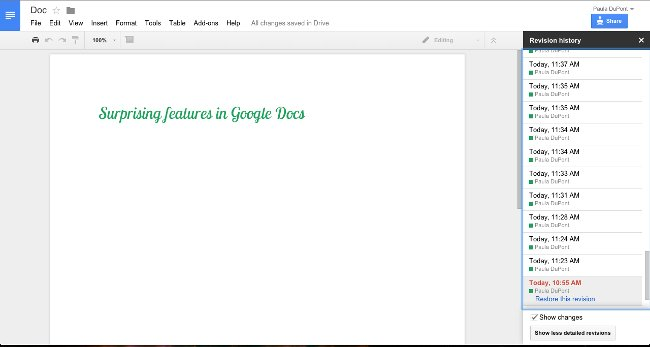 Doc
Paula DuPont
File Edit View Insert Format Tools Table Add-ons Help All changes saved in Drive
Share
100%
Editing
Revision history
Surprising features in Google Docs
Today, 11:37 AM
Paula DuPont
Today, 11:35 AM
Paula DuPont
Today, 11:35 AM
Paula DuPont
Today, 11:34 AM
Paula DuPont
Today, 11:34 AM
Paula DuPont
Today, 11:33 AM
Paula DuPont
Today, 11:31 AM
Paula DuPont
Today, 11:28 AM
Paula DuPont
Today, 11:24 AM
Paula DuPont
Today, 11:23 AM
Paula DuPont
Today, 10:55 AM
Paula DuPont
Restore this revision
Show changes
Show less detailed revisions